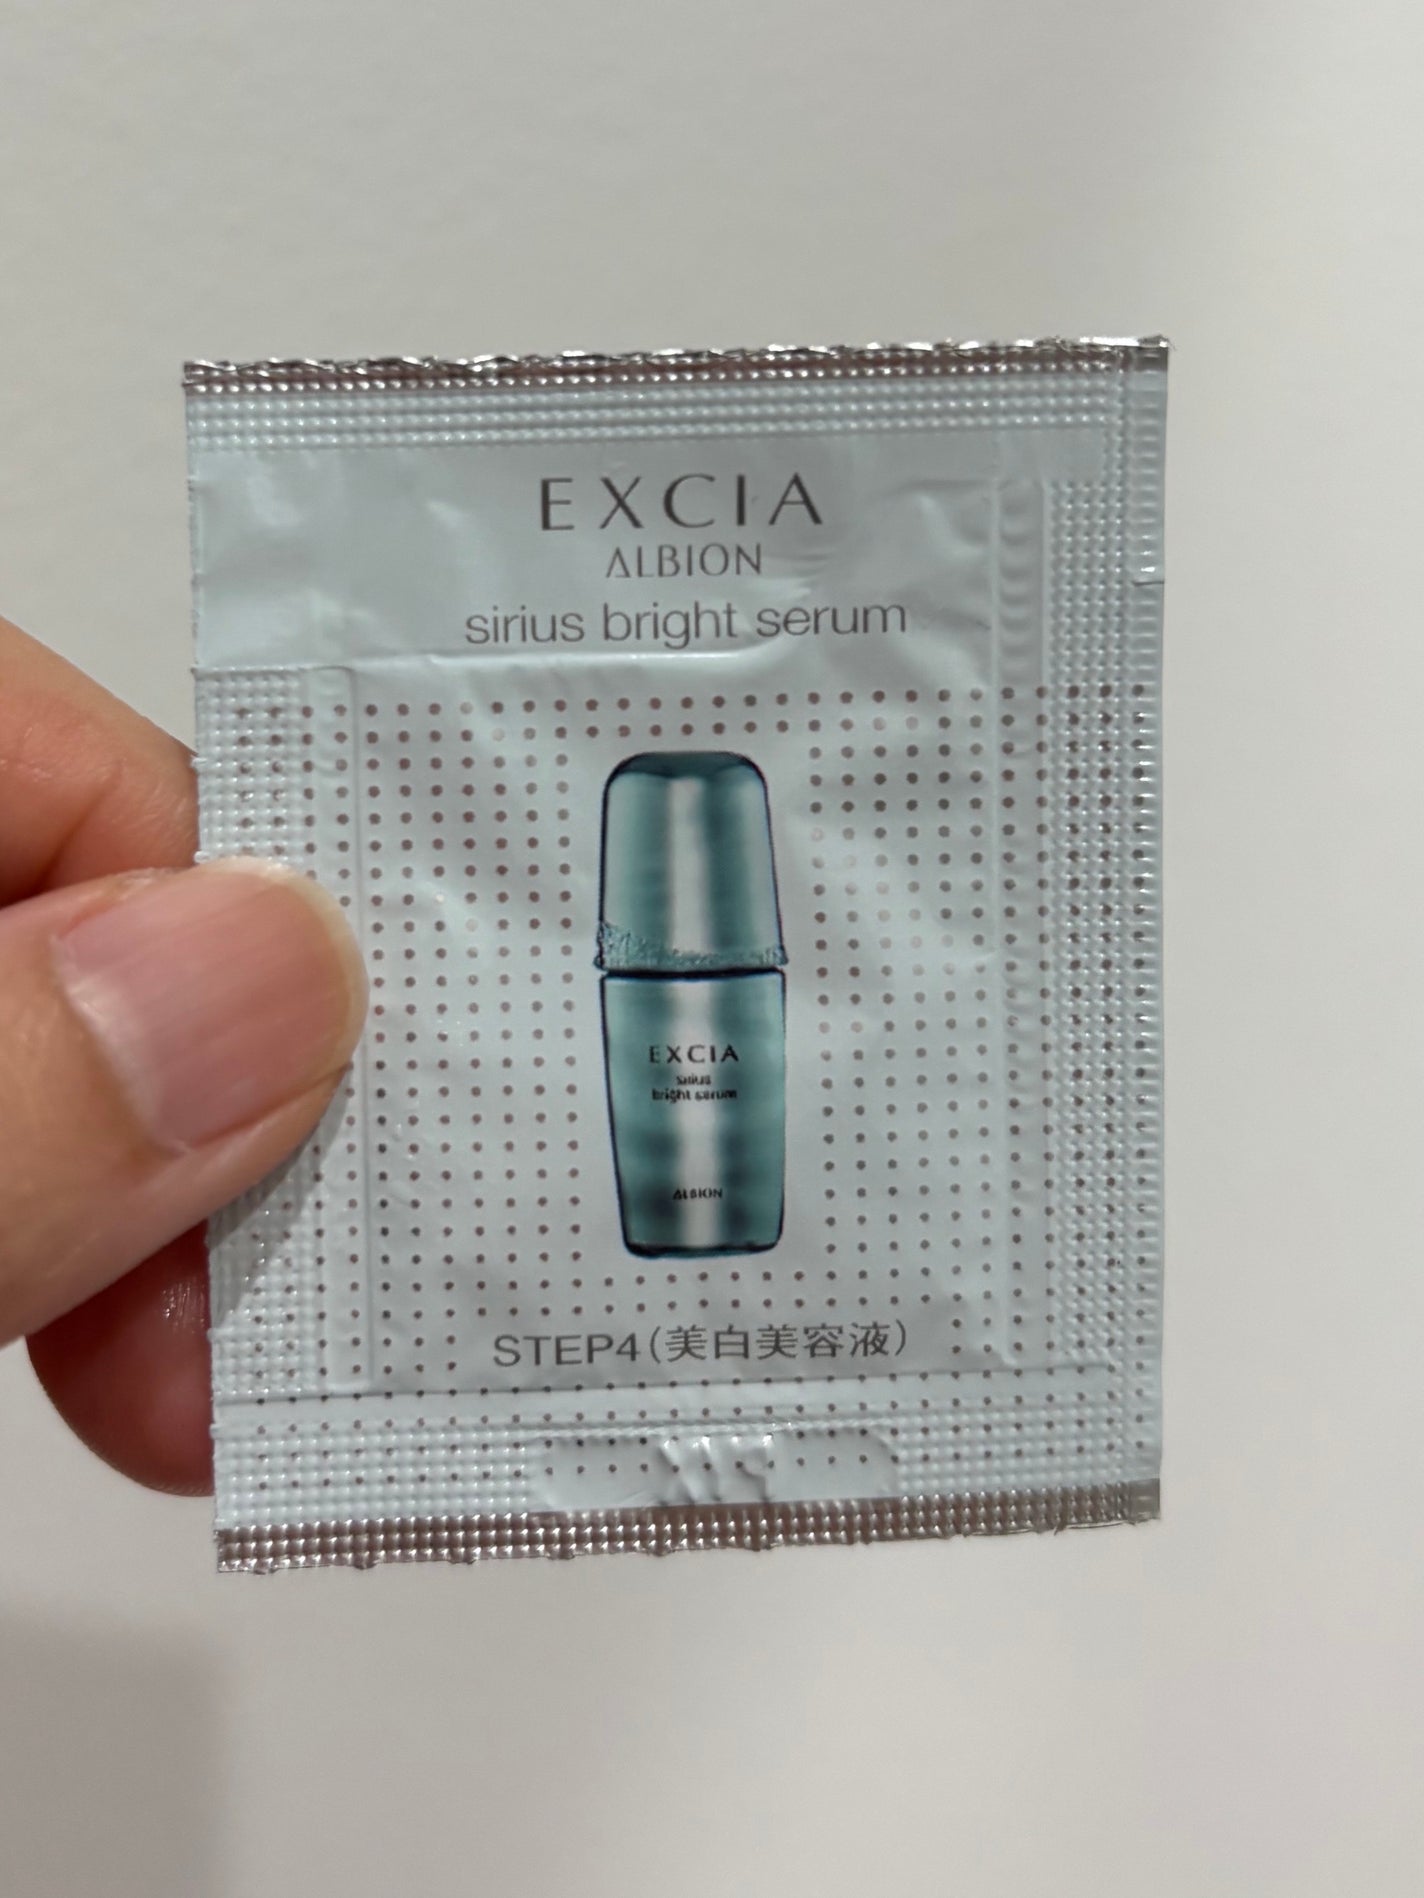 EXCIA
ALBION
sirius bright serum
EXCIA
sirius
bright serum
ALBION
STEP4(美白美容液)